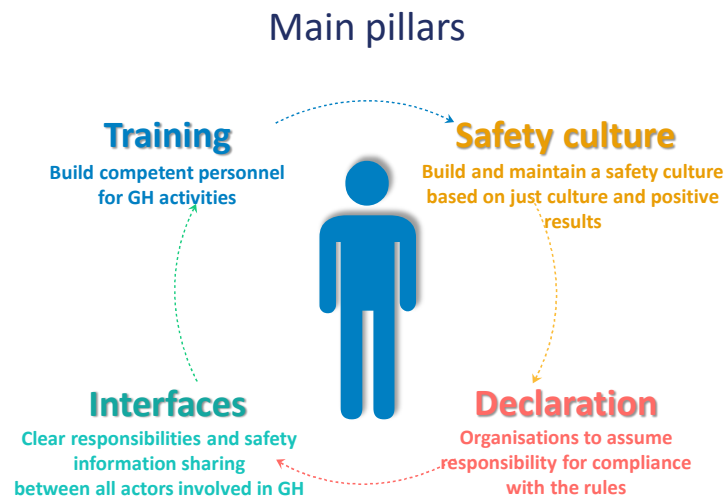 Main pillars
Training
Build competent personnel
for GH activities
Safety culture
Build and maintain a safety culture
based on just culture and positive
results
Interfaces
Clear responsibilities and safety
information sharing
between all actors involved in GH
Declaration
Organisations to assume
responsibility for compliance
with the rules